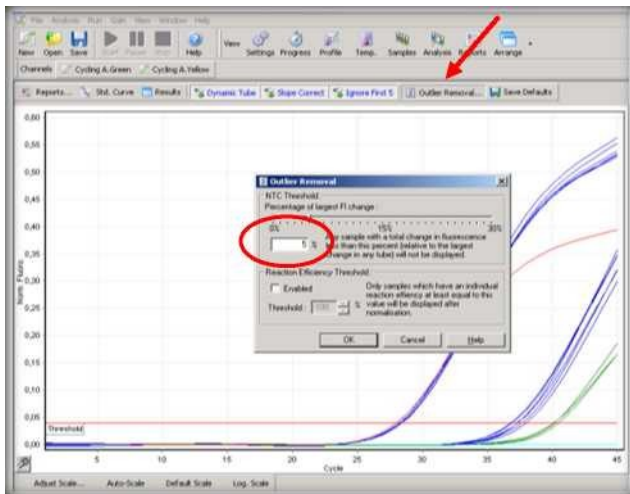 File Analysis Run Gain View Window Help
New Open Save Start Pause Stop Help View Settings Progress Profile Temp. Samples Analysis Reports Arrange
Channels Cycling A.Green Cycling A.Yellow
Reports... Std. Curve Results Dynamic Tube Slope Correct Ignore First 5 Outlier Removal... Save Defaults
0,60
0,55
0,50
0,45
0,40
0,35
0,30
0,25
0,20
0,15
0,10
0,05
0,00
Norm. Fluoro.
Threshold
5 10 15 20 25 30 35 40 45
Cycle
Outlier Removal
NTC Threshold
Percentage of largest Fl change :
0% 15% 30%
5 %
Any sample with a total change in fluorescence
less than this percent (relative to the largest
change in any tube) will not be displayed.
Reaction Efficiency Threshold
Enabled
Threshold : %
Only samples which have an individual
reaction effiency at least equal to this
value will be displayed after
normalisation.
OK Cancel Help
Adjust Scale... Auto-Scale Default Scale Log. Scale